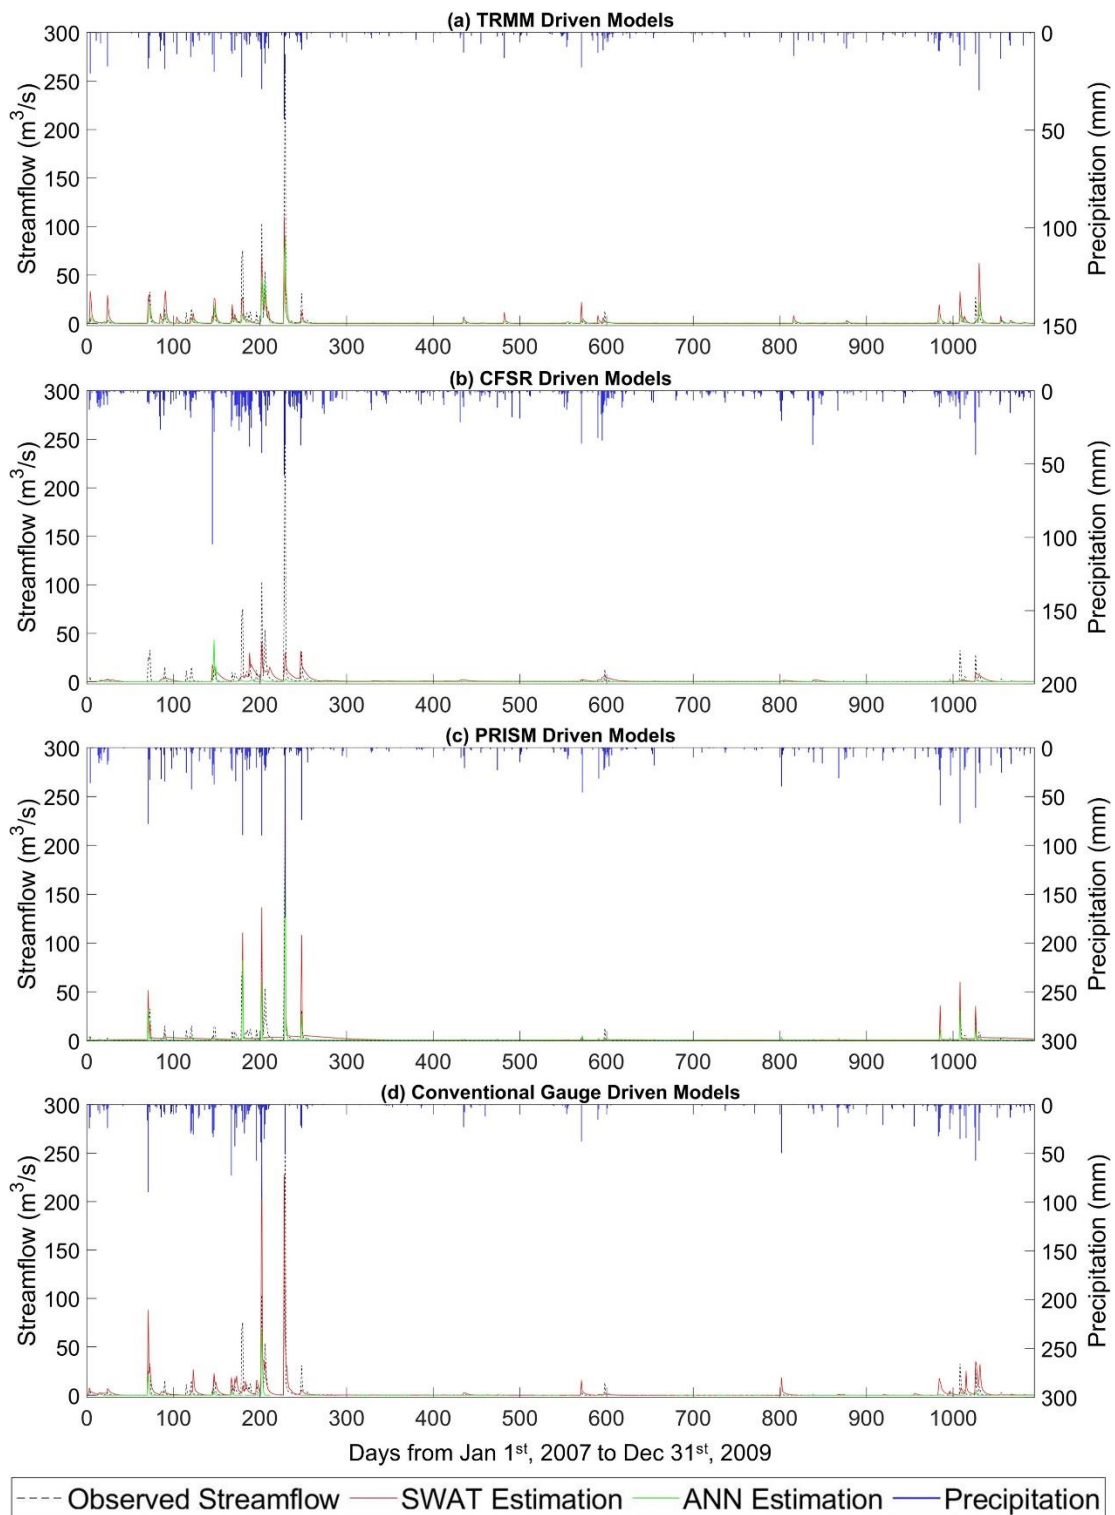 (a) TRMM Driven Models
Streamflow (m³/s)
300
250
200
150
100
50
0
0
50
100
150
Precipitation (mm)
0 100 200 300 400 500 600 700 800 900 1000
(b) CFSR Driven Models
Streamflow (m³/s)
300
250
200
150
100
50
0
0
50
100
150
200
Precipitation (mm)
0 100 200 300 400 500 600 700 800 900 1000
(c) PRISM Driven Models
Streamflow (m³/s)
300
250
200
150
100
50
0
0
50
100
150
200
250
300
Precipitation (mm)
0 100 200 300 400 500 600 700 800 900 1000
(d) Conventional Gauge Driven Models
Streamflow (m³/s)
300
250
200
150
100
50
0
0
50
100
150
200
250
300
Precipitation (mm)
0 100 200 300 400 500 600 700 800 900 1000
Days from Jan 1ˢᵗ, 2007 to Dec 31ˢᵗ, 2009
Observed Streamflow SWAT Estimation ANN Estimation Precipitation